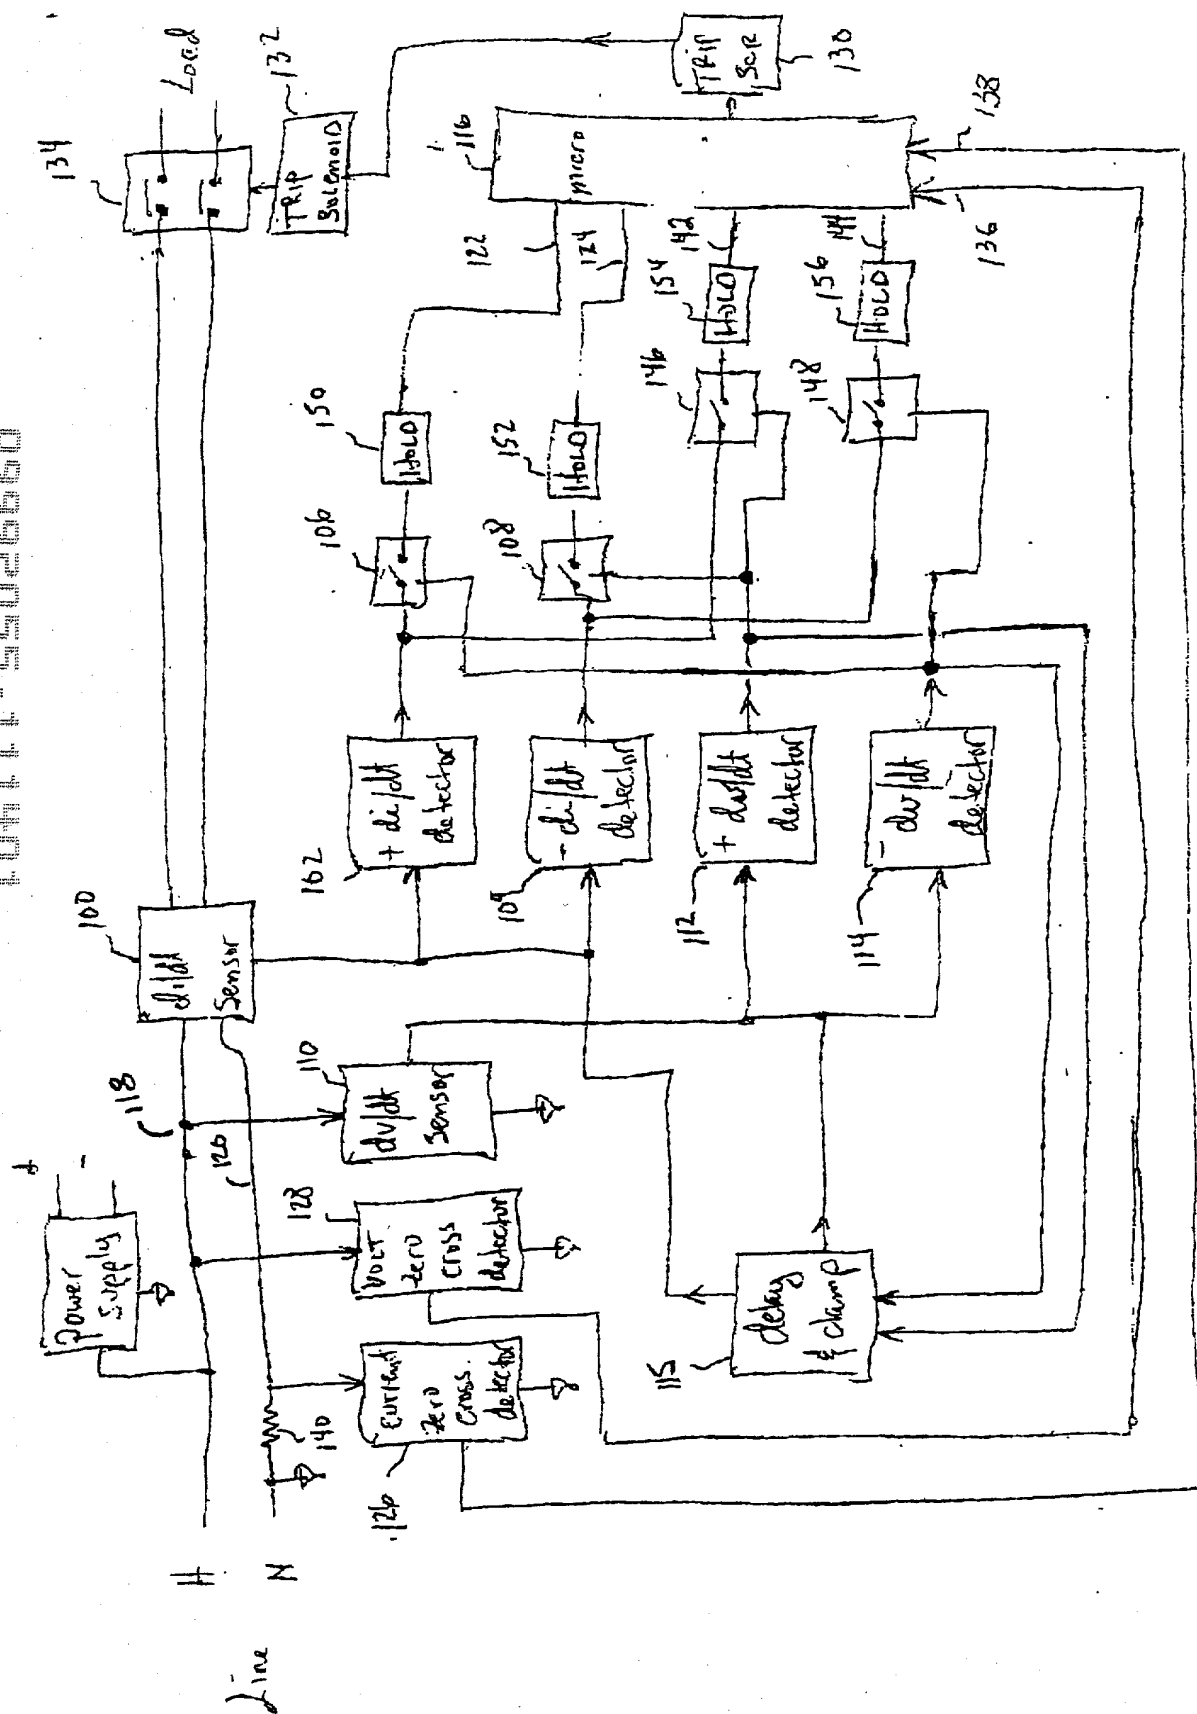 Line
H
N
Power
Supply
+
-
118
120
140
126
Current
Zero
Cross.
detector
128
VOLT
Zero
Cross
detector
110
dv/dt
Sensor
100
di/dt
Sensor
115
delay
& clamp
102
+ di/dt
detector
104
- di/dt
detector
112
+ dv/dt
detector
114
- dv/dt
detector
106
108
146
148
150
HOLD
152
HOLD
154
HOLD
156
HOLD
122
124
142
144
136
138
116
micro
130
TRIP
SCR
132
TRIP
SOLENOID
134
Load